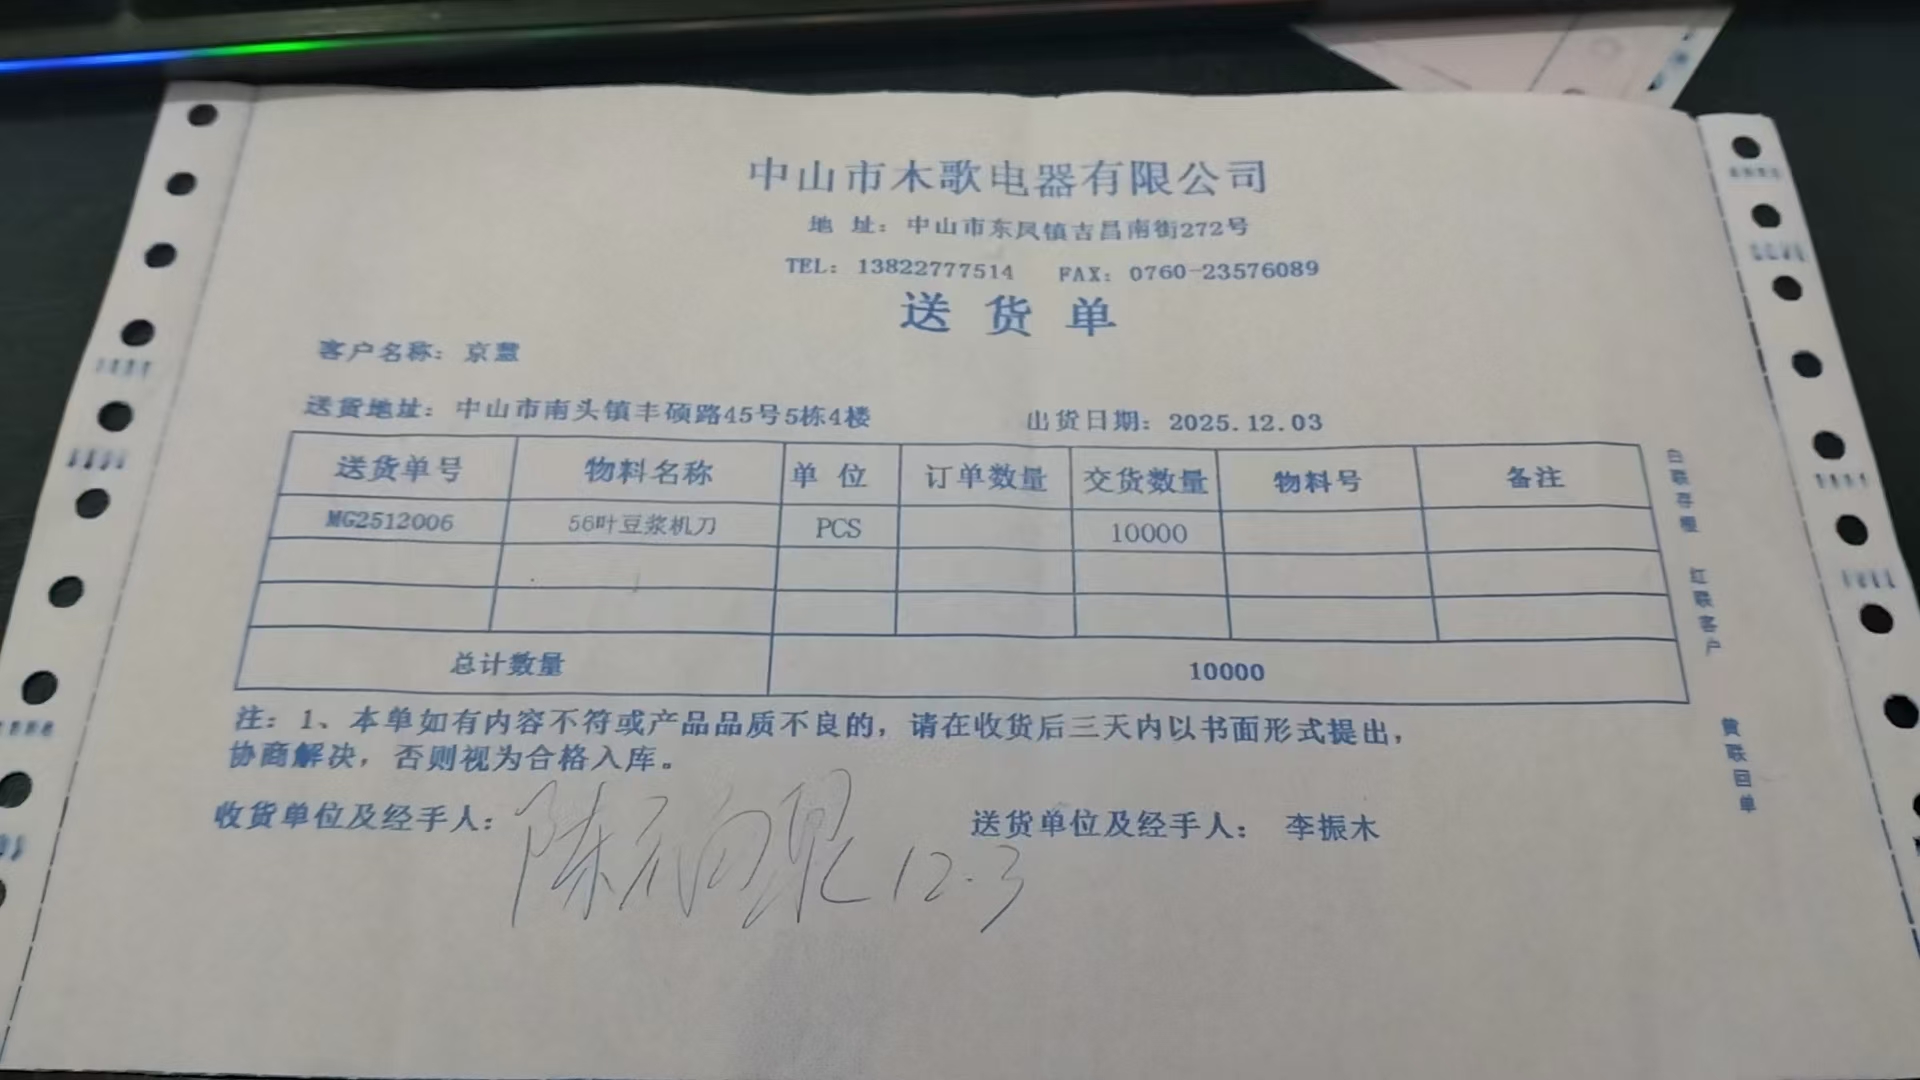 中山市木歌电器有限公司
地 址：中山市东凤镇吉昌南街272号
TEL：13822777514 FAX：0760-23576089
送 货 单
客户名称：京慧
送货地址：中山市南头镇丰硕路45号5栋4楼 出货日期：2025.12.03
送货单号 物料名称 单 位 订单数量 交货数量 物料号 备注
MG2512006 56叶豆浆机刀 PCS 10000
总计数量 10000
注：1、本单如有内容不符或产品品质不良的，请在收货后三天内以书面形式提出，
协商解决，否则视为合格入库。
收货单位及经手人： 陈 12.3 送货单位及经手人： 李振木
白联存根 红联客户 黄联回单